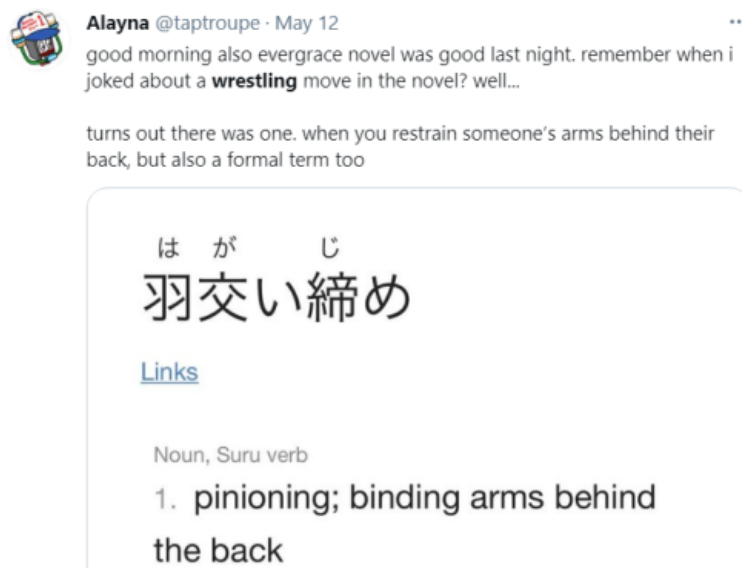 Alayna @taptroupe · May 12
good morning also evergrace novel was good last night. remember when i
joked about a wrestling move in the novel? well...
turns out there was one. when you restrain someone's arms behind their
back, but also a formal term too
は が じ
羽交い締め
Links
Noun, Suru verb
1. pinioning; binding arms behind
the back